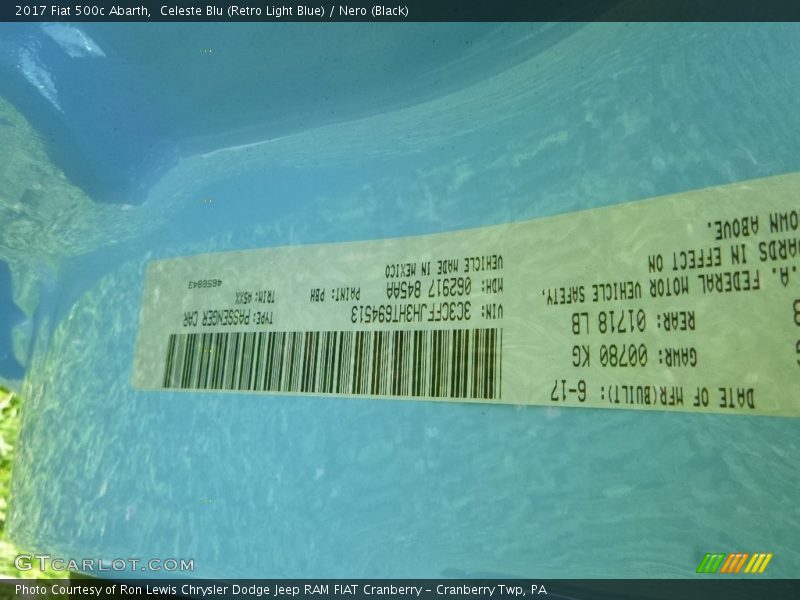 2017 Fiat 500c Abarth, Celeste Blu (Retro Light Blue) / Nero (Black)
DATE OF MFR(BUILT): 6-17
GAWR: 00780 KG
REAR: 01718 LB
FEDERAL MOTOR VEHICLE SAFETY,
ARDS IN EFFECT ON
OWN ABOVE.
VIN: 3C3CFFJH3HT694513 TYPE: PASSENGER CAR
MDH: 062917 845AA PAINT: PBH TRIM:
VEHICLE MADE IN MEXICO
GTCARLOT.COM
Photo Courtesy of Ron Lewis Chrysler Dodge Jeep RAM FIAT Cranberry – Cranberry Twp, PA